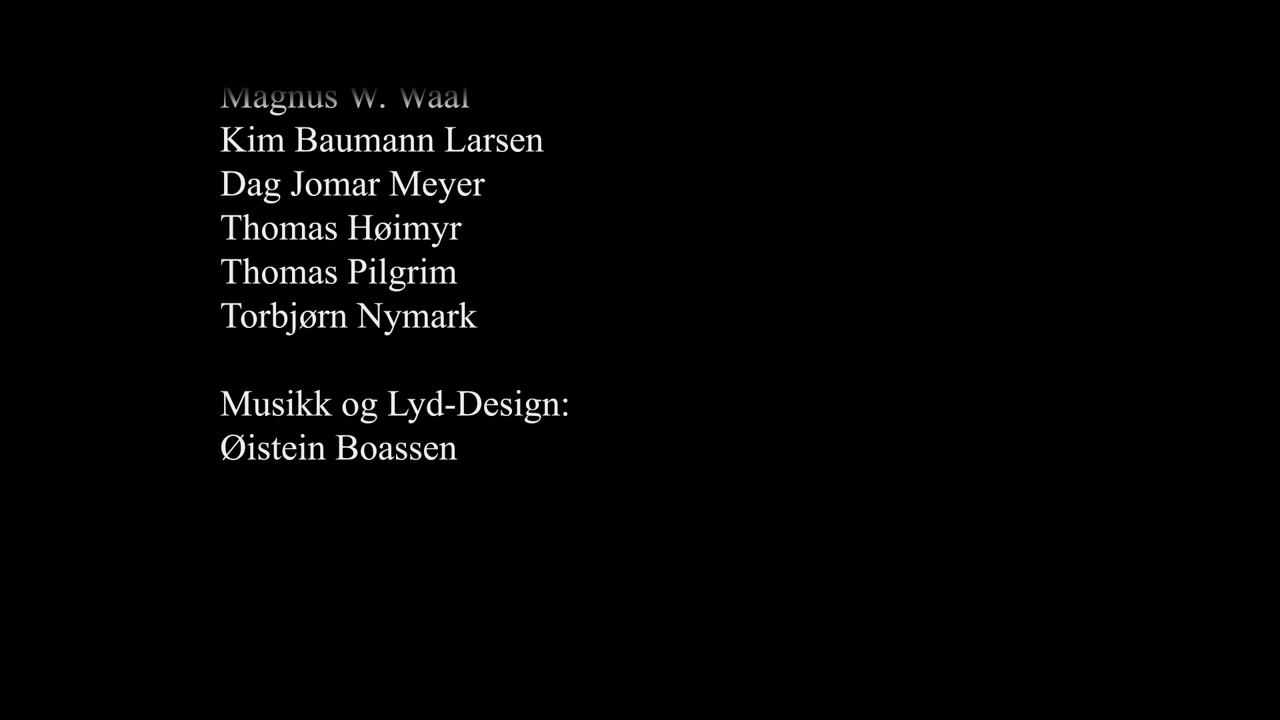 Magnus W. Waal
Kim Baumann Larsen
Dag Jomar Meyer
Thomas Høimyr
Thomas Pilgrim
Torbjørn Nymark
Musikk og Lyd-Design:
Øistein Boassen